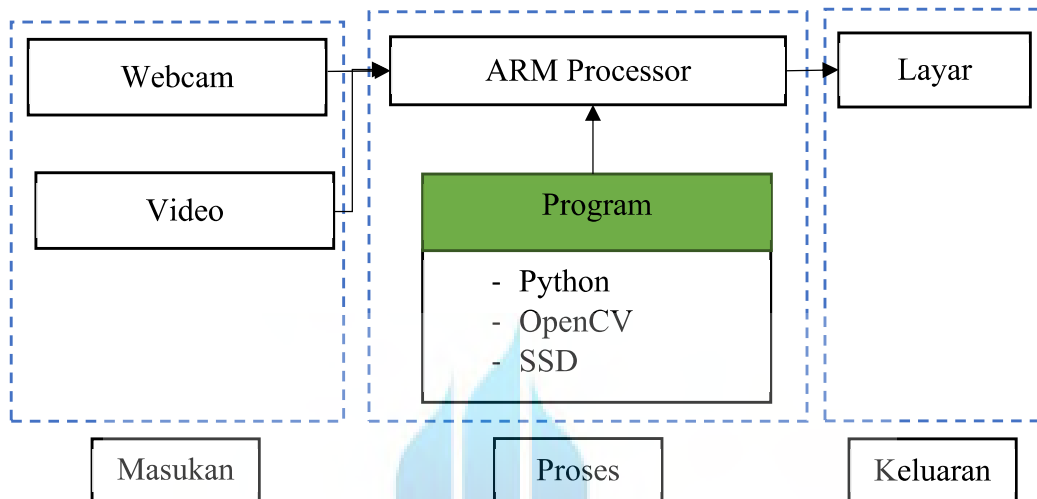 Webcam
Video
ARM Processor
Program
- Python
- OpenCV
- SSD
Layar
Masukan
Proses
Keluaran